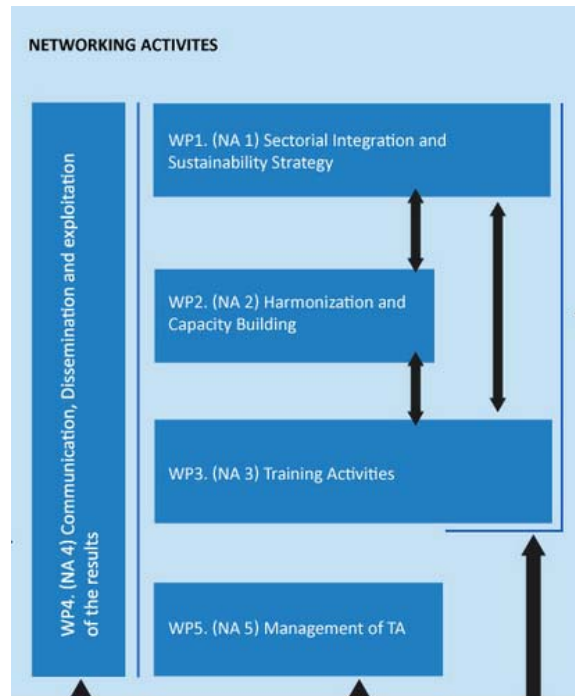 NETWORKING ACTIVITES
WP4. (NA 4) Communication, Dissemination and exploitation
of the results
WP1. (NA 1) Sectorial Integration and
Sustainability Strategy
WP2. (NA 2) Harmonization and
Capacity Building
WP3. (NA 3) Training Activities
WP5. (NA 5) Management of TA